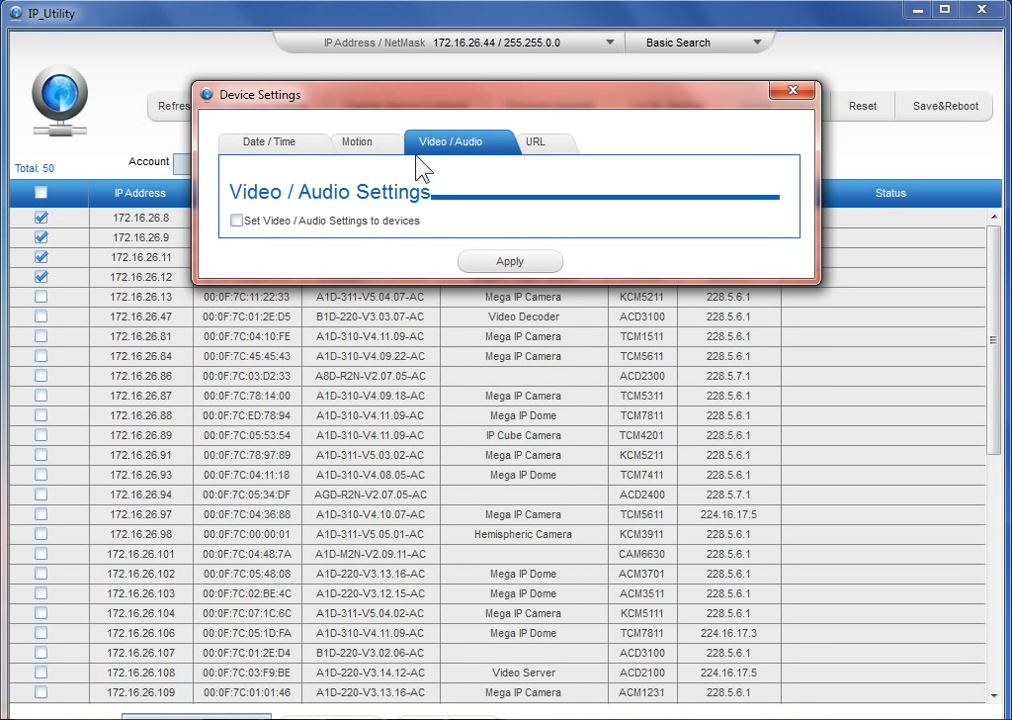 IP_Utility
IP Address / NetMask 172.16.26.44 / 255.255.0.0 Basic Search
Refres Reset Save&Reboot
Device Settings
Date / Time Motion Video / Audio URL
Video / Audio Settings
Set Video / Audio Settings to devices
Apply
Total: 50 Account
IP Address Status
172.16.26.8
172.16.26.9
172.16.26.11
172.16.26.12
172.16.26.13 00:0F:7C:11:22:33 A1D-311-V5.04.07-AC Mega IP Camera KCM5211 228.5.6.1
172.16.26.47 00:0F:7C:01:2E:D5 B1D-220-V3.03.07-AC Video Decoder ACD3100 228.5.6.1
172.16.26.81 00:0F:7C:04:10:FE A1D-310-V4.11.09-AC Mega IP Camera TCM1511 228.5.6.1
172.16.26.84 00:0F:7C:45:45:43 A1D-310-V4.09.22-AC Mega IP Camera TCM5611 228.5.6.1
172.16.26.86 00:0F:7C:03:D2:33 A8D-R2N-V2.07.05-AC ACD2300 228.5.7.1
172.16.26.87 00:0F:7C:78:14:00 A1D-310-V4.09.18-AC Mega IP Camera TCM5311 228.5.6.1
172.16.26.88 00:0F:7C:ED:78:94 A1D-310-V4.11.09-AC Mega IP Dome TCM7811 228.5.6.1
172.16.26.89 00:0F:7C:05:53:54 A1D-310-V4.11.09-AC IP Cube Camera TCM4201 228.5.6.1
172.16.26.91 00:0F:7C:78:97:89 A1D-311-V5.03.02-AC Mega IP Camera KCM5211 228.5.6.1
172.16.26.93 00:0F:7C:04:11:18 A1D-310-V4.08.05-AC Mega IP Dome TCM7411 228.5.6.1
172.16.26.94 00:0F:7C:05:34:DF AGD-R2N-V2.07.05-AC ACD2400 228.5.7.1
172.16.26.97 00:0F:7C:04:36:88 A1D-310-V4.10.07-AC Mega IP Camera TCM5611 224.16.17.5
172.16.26.98 00:0F:7C:00:00:01 A1D-311-V5.05.01-AC Hemispheric Camera KCM3911 228.5.6.1
172.16.26.101 00:0F:7C:04:48:7A A1D-M2N-V2.09.11-AC CAM6630 228.5.6.1
172.16.26.102 00:0F:7C:05:48:08 A1D-220-V3.13.16-AC Mega IP Dome ACM3701 228.5.6.1
172.16.26.103 00:0F:7C:02:BE:4C A1D-220-V3.12.15-AC Mega IP Dome ACM3511 228.5.6.1
172.16.26.104 00:0F:7C:07:1C:6C A1D-311-V5.04.02-AC Mega IP Camera KCM5111 228.5.6.1
172.16.26.106 00:0F:7C:05:1D:FA A1D-310-V4.11.09-AC Mega IP Dome TCM7811 224.16.17.3
172.16.26.107 00:0F:7C:01:2E:D4 B1D-220-V3.02.06-AC ACD3100 228.5.6.1
172.16.26.108 00:0F:7C:03:F9:BE A1D-220-V3.14.12-AC Video Server ACD2100 224.16.17.5
172.16.26.109 00:0F:7C:01:01:46 A1D-220-V3.13.16-AC Mega IP Camera ACM1231 228.5.6.1